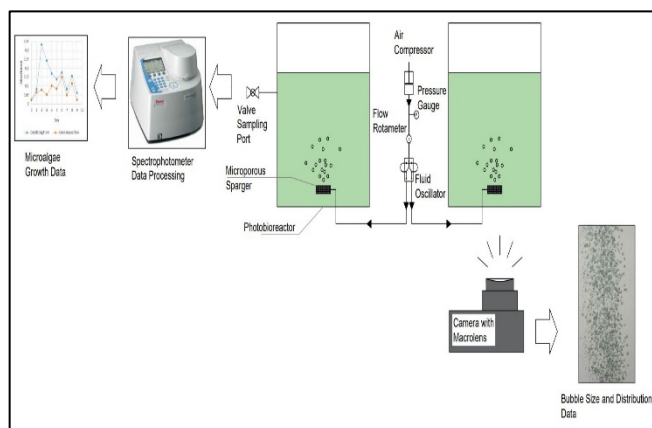 Microalgae
Growth Data
Spectrophotometer
Data Processing
Valve
Sampling
Port
Microporous
Sparger
Photobioreactor
Air
Compressor
Pressure
Gauge
Flow
Rotameter
Fluid
Oscillator
Camera with
Macrolens
Bubble Size and Distribution
Data